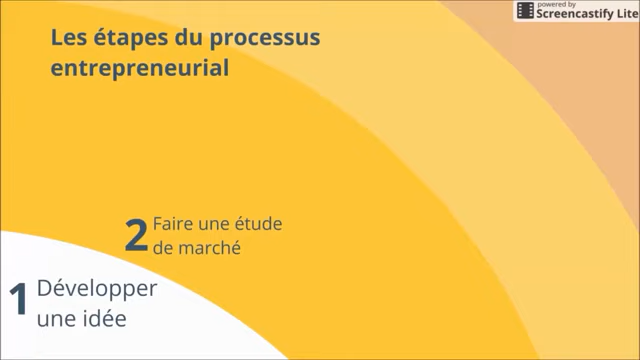 powered by
Screencastify Lite
Les étapes du processus
entrepreneurial
2 Faire une étude
de marché
1 Développer
une idée